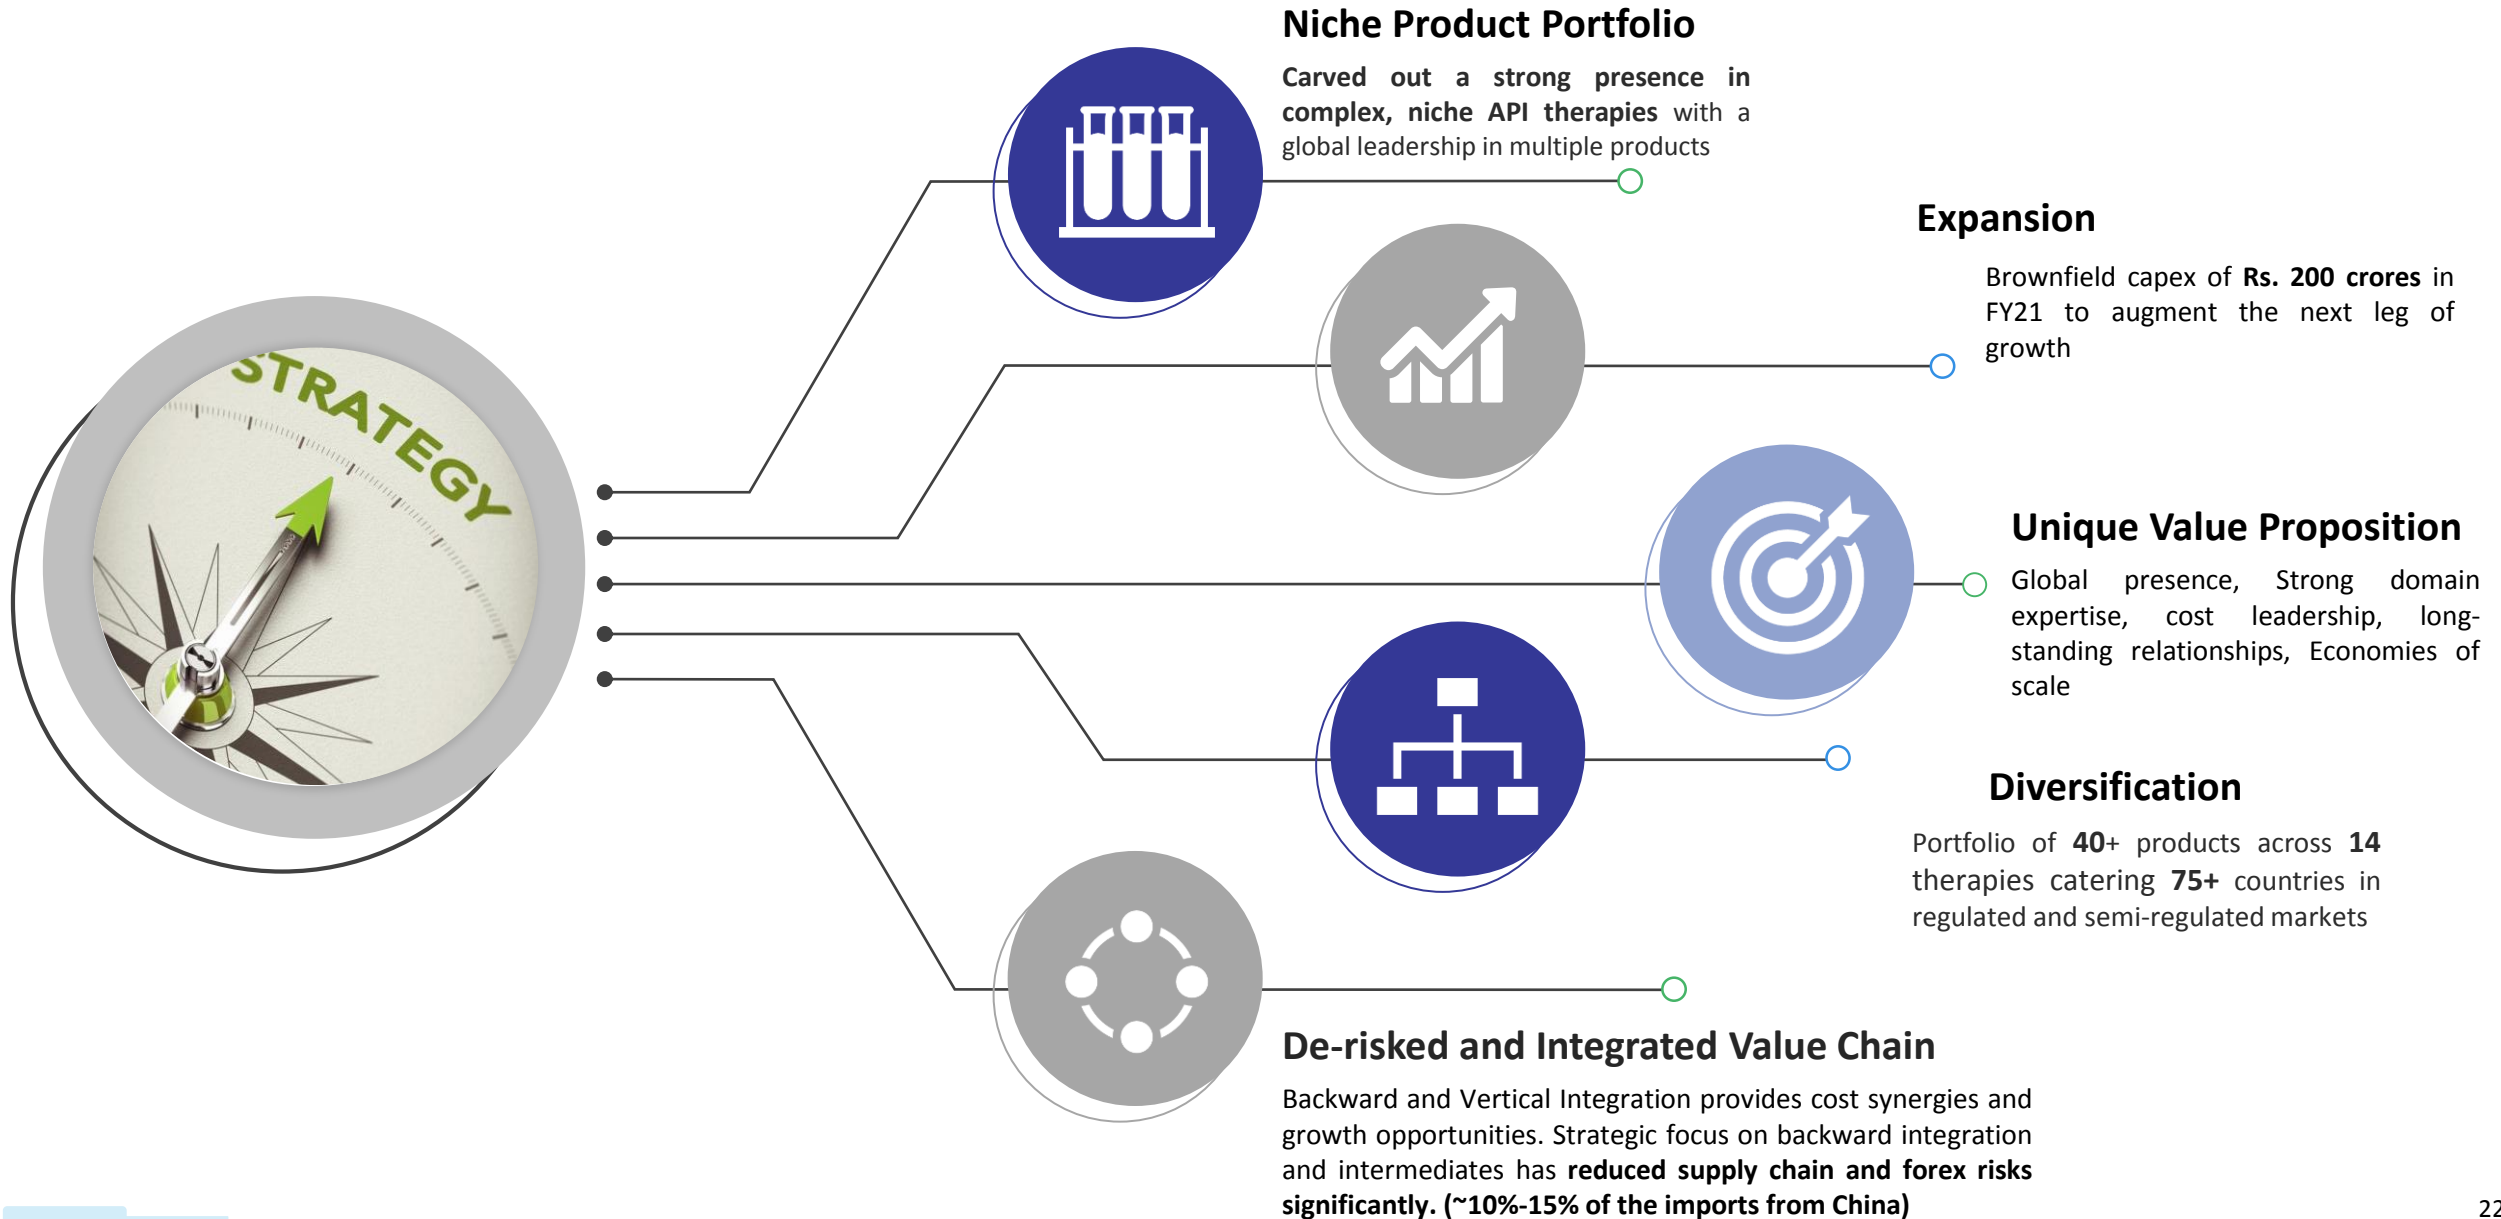 Niche Product Portfolio
Carved out a strong presence in
complex, niche API therapies with a
global leadership in multiple products
Expansion
Brownfield capex of Rs. 200 crores in
FY21 to augment the next leg of
growth
STRATEGY
Unique Value Proposition
Global presence, Strong domain
expertise, cost leadership, long-
standing relationships, Economies of
scale
Diversification
Portfolio of 40+ products across 14
therapies catering 75+ countries in
regulated and semi-regulated markets
De-risked and Integrated Value Chain
Backward and Vertical Integration provides cost synergies and
growth opportunities. Strategic focus on backward integration
and intermediates has reduced supply chain and forex risks
significantly. (~10%-15% of the imports from China)
22